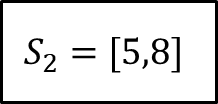 S₂ = [5,8]